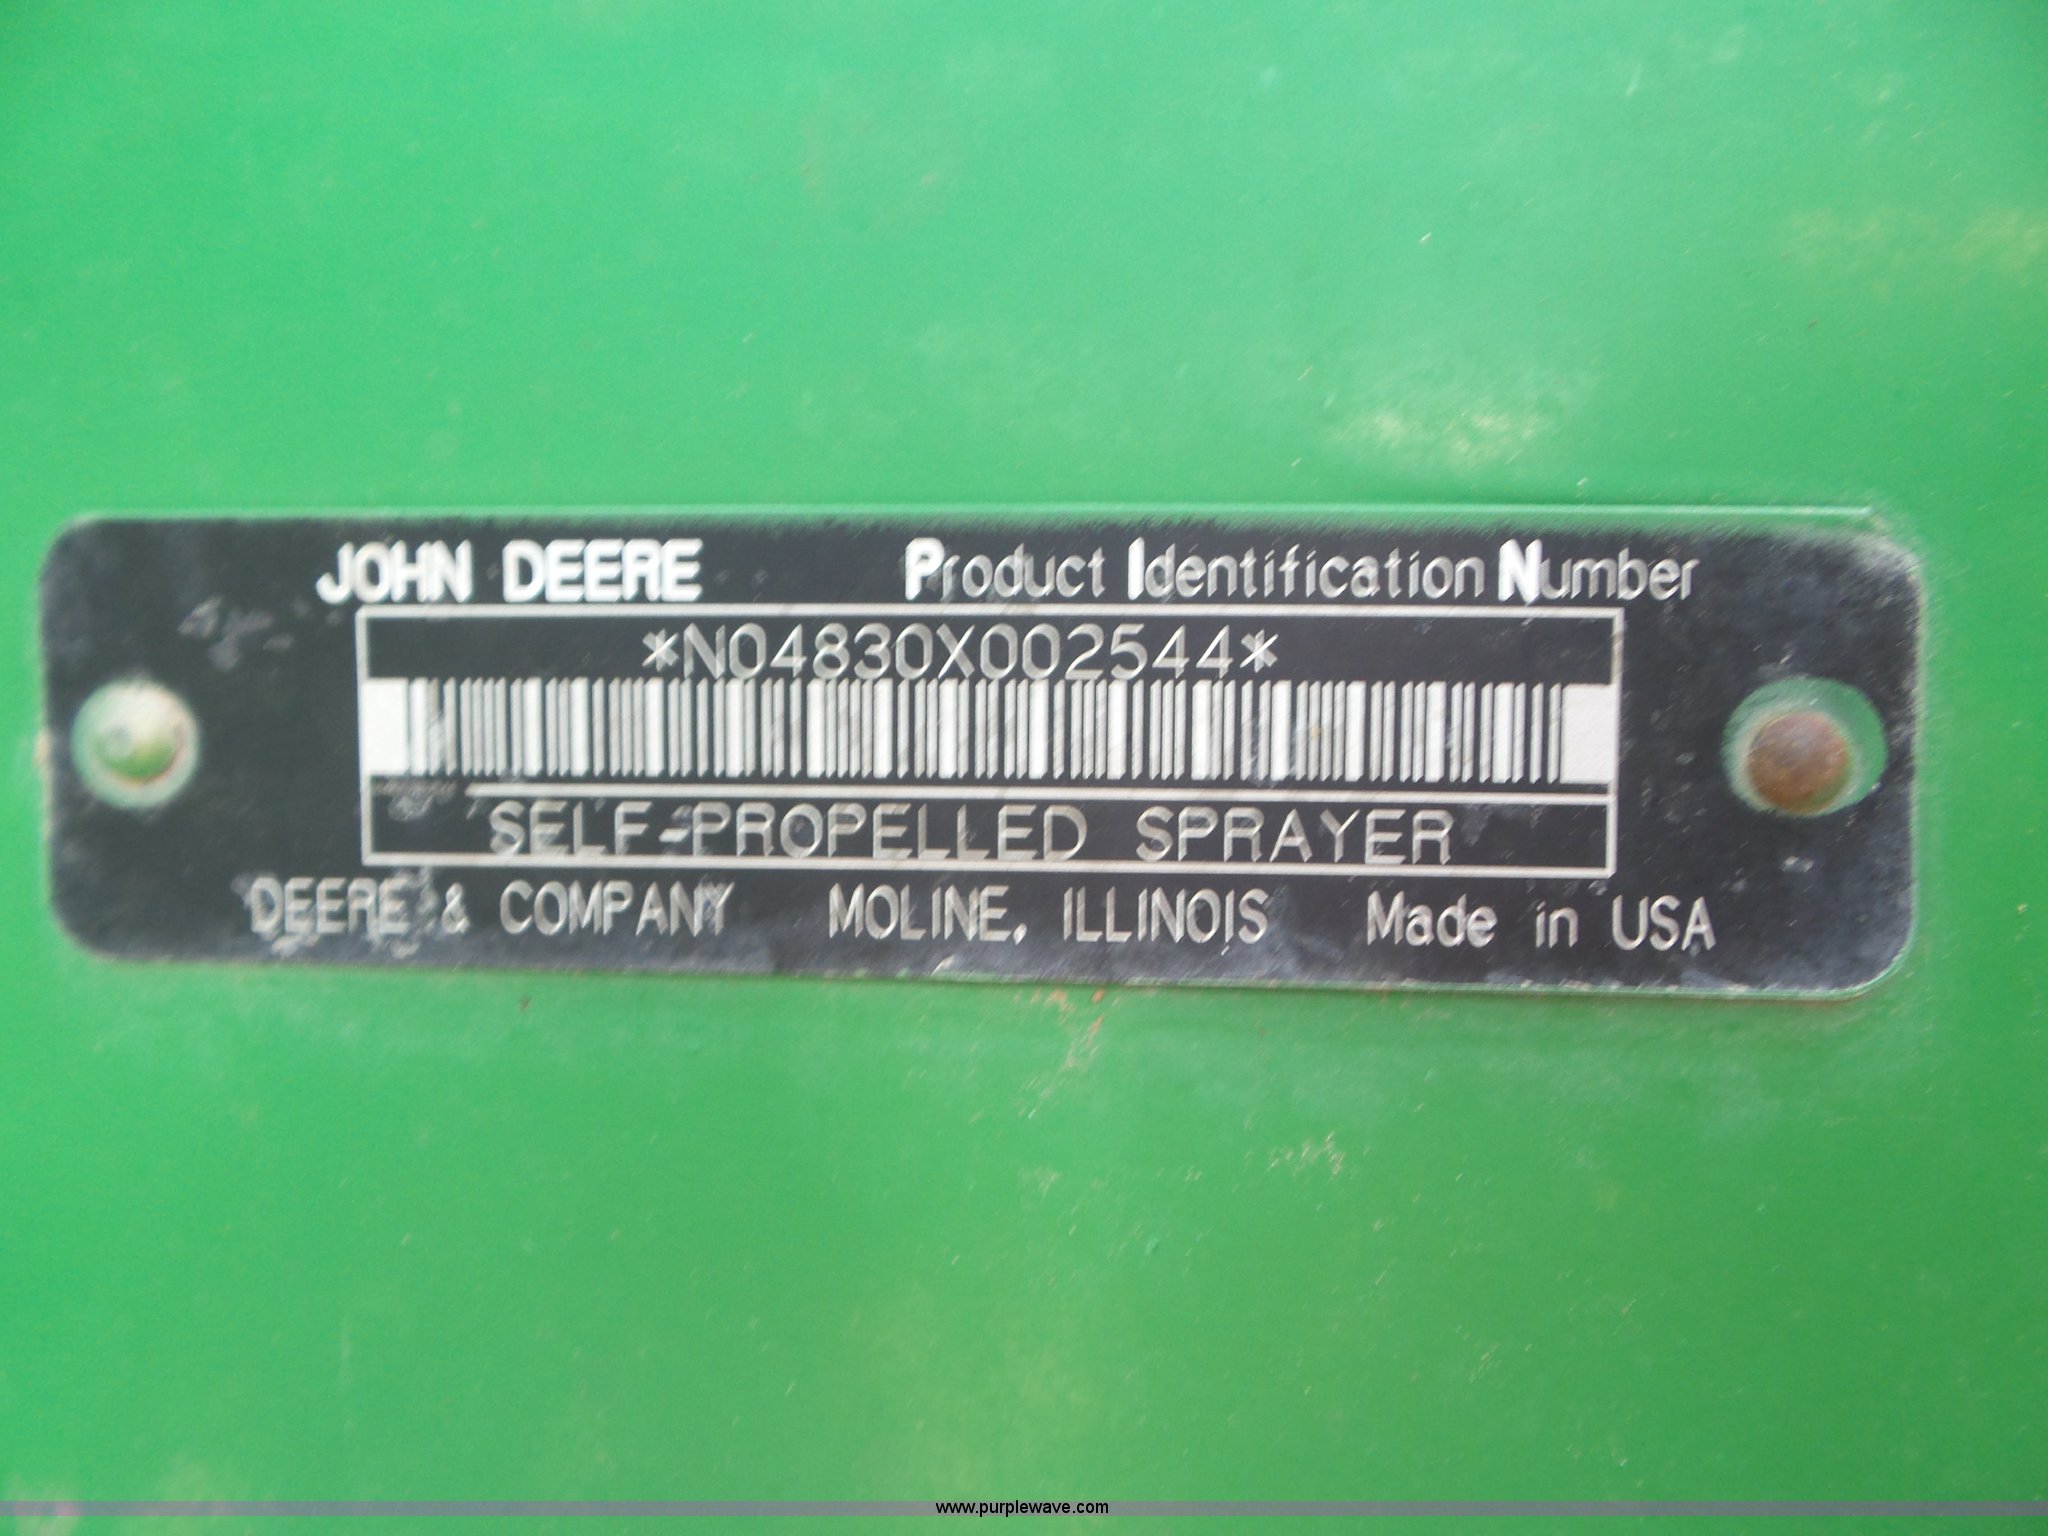 JOHN DEERE Product Identification Number
*N04830X002544*
SELF-PROPELLED SPRAYER
DEERE & COMPANY MOLINE, ILLINOIS Made in USA
www.purplewave.com